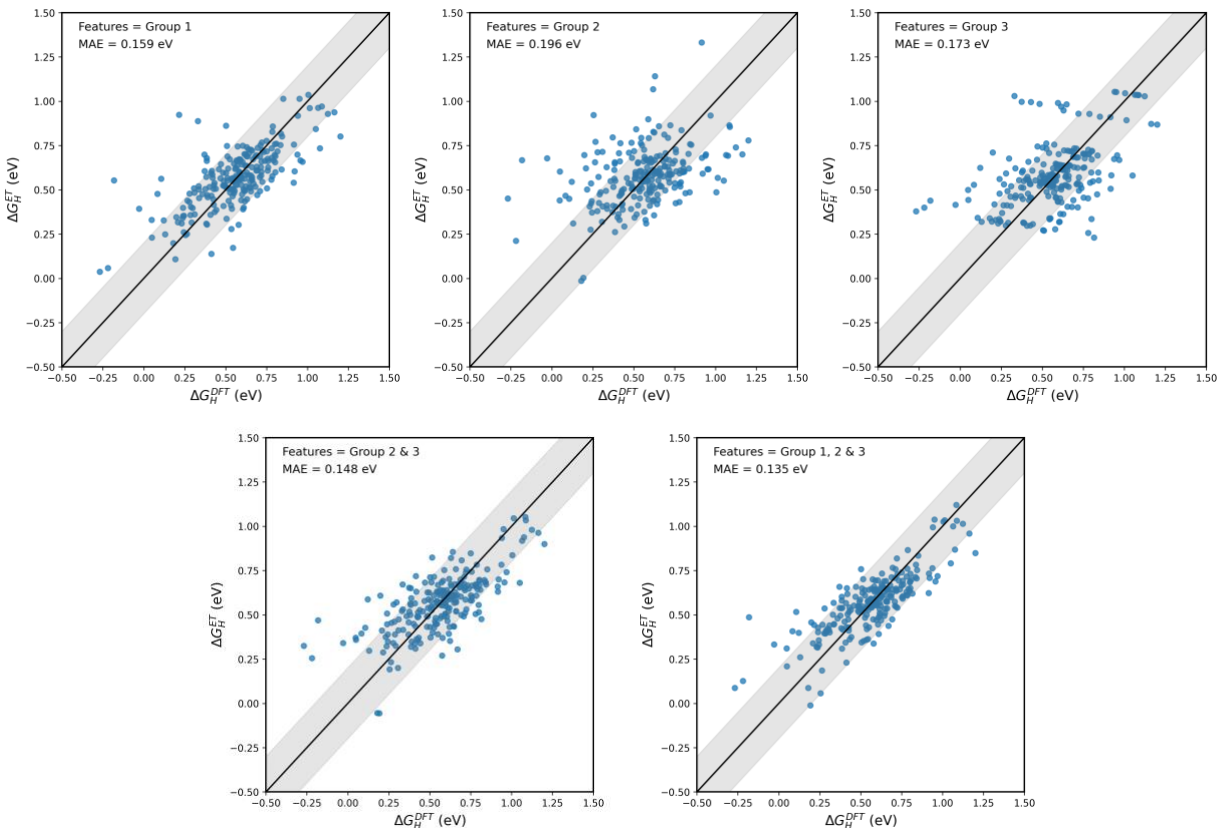 Features = Group 1
MAE = 0.159 eV
1.50
1.25
1.00
0.75
0.50
0.25
0.00
−0.25
−0.50
ΔG_H^ET (eV)
−0.50 −0.25 0.00 0.25 0.50 0.75 1.00 1.25 1.50
ΔG_H^DFT (eV)
Features = Group 2
MAE = 0.196 eV
1.50
1.25
1.00
0.75
0.50
0.25
0.00
−0.25
−0.50
ΔG_H^ET (eV)
−0.50 −0.25 0.00 0.25 0.50 0.75 1.00 1.25 1.50
ΔG_H^DFT (eV)
Features = Group 3
MAE = 0.173 eV
1.50
1.25
1.00
0.75
0.50
0.25
0.00
−0.25
−0.50
ΔG_H^ET (eV)
−0.50 −0.25 0.00 0.25 0.50 0.75 1.00 1.25 1.50
ΔG_H^DFT (eV)
Features = Group 2 & 3
MAE = 0.148 eV
1.50
1.25
1.00
0.75
0.50
0.25
0.00
−0.25
−0.50
ΔG_H^ET (eV)
−0.50 −0.25 0.00 0.25 0.50 0.75 1.00 1.25 1.50
ΔG_H^DFT (eV)
Features = Group 1, 2 & 3
MAE = 0.135 eV
1.50
1.25
1.00
0.75
0.50
0.25
0.00
−0.25
−0.50
ΔG_H^ET (eV)
−0.50 −0.25 0.00 0.25 0.50 0.75 1.00 1.25 1.50
ΔG_H^DFT (eV)